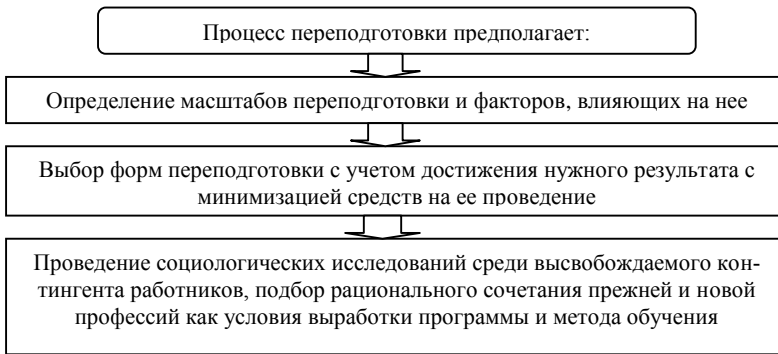 Процесс переподготовки предполагает:
Определение масштабов переподготовки и факторов, влияющих на нее
Выбор форм переподготовки с учетом достижения нужного результата с
минимизацией средств на ее проведение
Проведение социологических исследований среди высвобождаемого кон-
тингента работников, подбор рационального сочетания прежней и новой
профессий как условия выработки программы и метода обучения